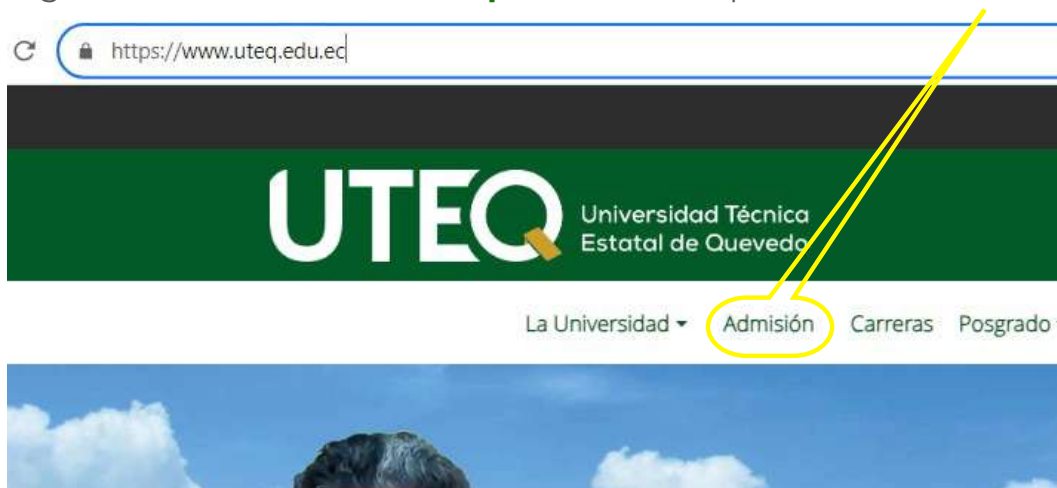 https://www.uteq.edu.ec
UTEQ
Universidad Técnica
Estatal de Quevedo
La Universidad Admisión Carreras Posgrado